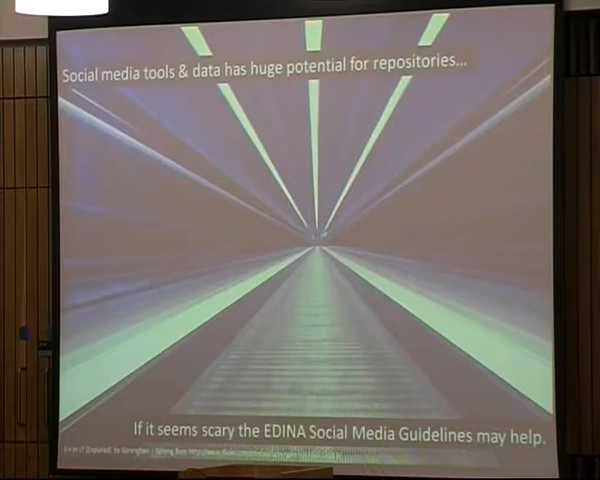 Social media tools & data has huge potential for repositories...
If it seems scary the EDINA Social Media Guidelines may help.